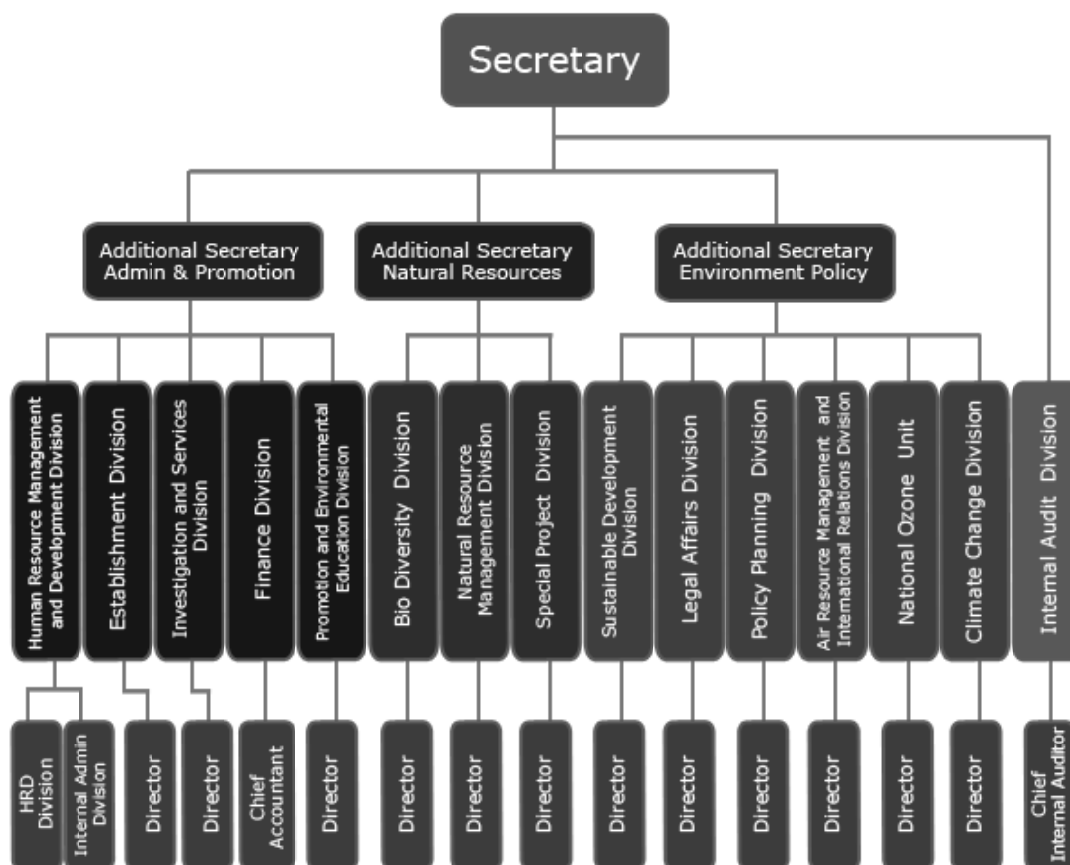 Secretary
Additional Secretary
Admin & Promotion
Additional Secretary
Natural Resources
Additional Secretary
Environment Policy
Human Resource Management
and Development Division
Establishment Division
Investigation and Services
Division
Finance Division
Promotion and Environmental
Education Division
Bio Diversity Division
Natural Resource
Management Division
Special Project Division
Sustainable Development
Division
Legal Affairs Division
Policy Planning Division
Air Resource Management and
International Relations Division
National Ozone Unit
Climate Change Division
Internal Audit Division
HRD
Division
Internal Admin
Division
Director
Director
Chief
Accountant
Director
Director
Director
Director
Director
Director
Director
Director
Director
Director
Chief
Internal Auditor